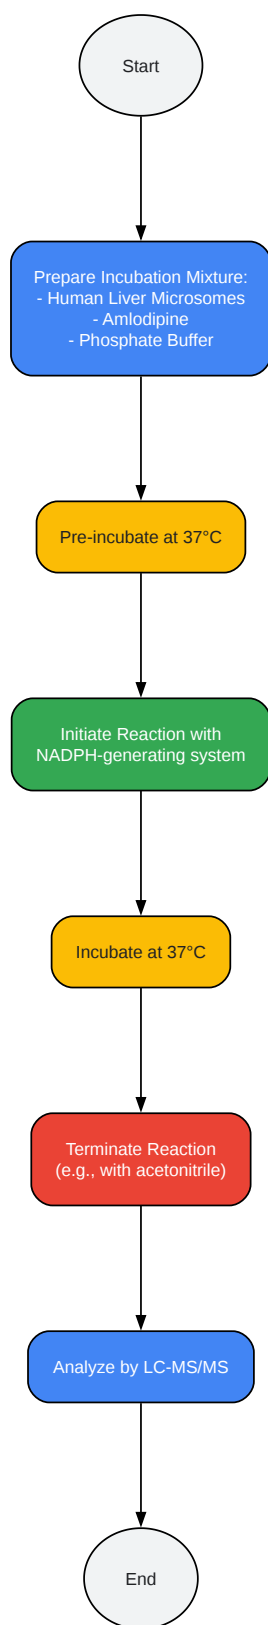 Start
Prepare Incubation Mixture:
- Human Liver Microsomes
- Amlodipine
- Phosphate Buffer
Pre-incubate at 37°C
Initiate Reaction with
NADPH-generating system
Incubate at 37°C
Terminate Reaction
(e.g., with acetonitrile)
Analyze by LC-MS/MS
End